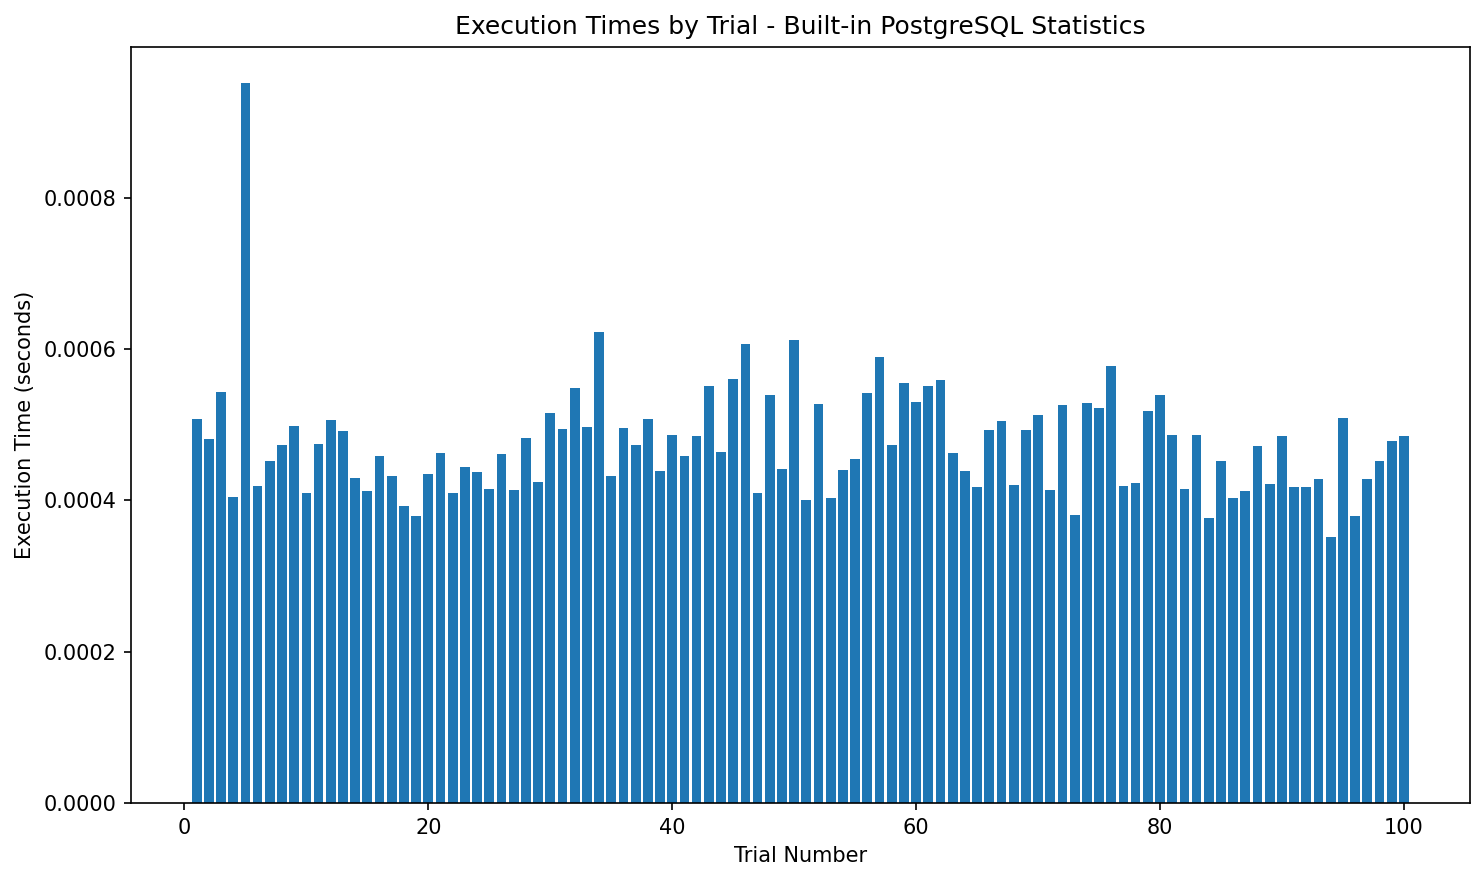 Execution Times by Trial - Built-in PostgreSQL Statistics
Execution Time (seconds)
0.0008
0.0006
0.0004
0.0002
0.0000
0 20 40 60 80 100
Trial Number